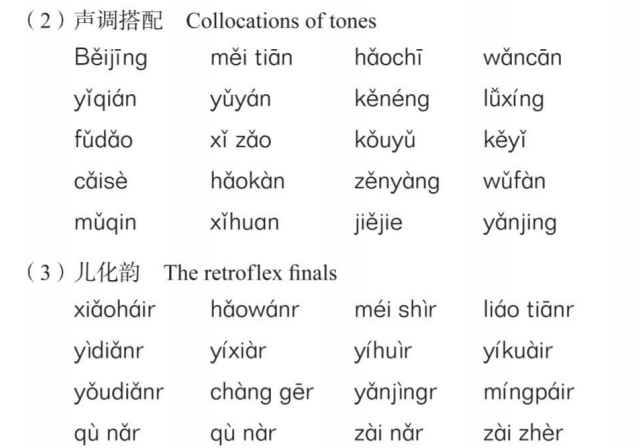 （2）声调搭配 Collocations of tones
Běijīng měi tiān hǎochī wǎncān
yǐqián yǔyán kěnéng lǚxíng
fǔdǎo xǐ zǎo kǒuyǔ kěyǐ
cǎisè hǎokàn zěnyàng wǔfàn
mǔqin xǐhuan jiějie yǎnjing
（3）儿化韵 The retroflex finals
xiǎoháir hǎowánr méi shìr liáo tiānr
yìdiǎnr yíxiàr yíhuìr yíkuàir
yǒudiǎnr chàng gēr yǎnjìngr míngpáir
qù nǎr qù nàr zài nǎr zài zhèr